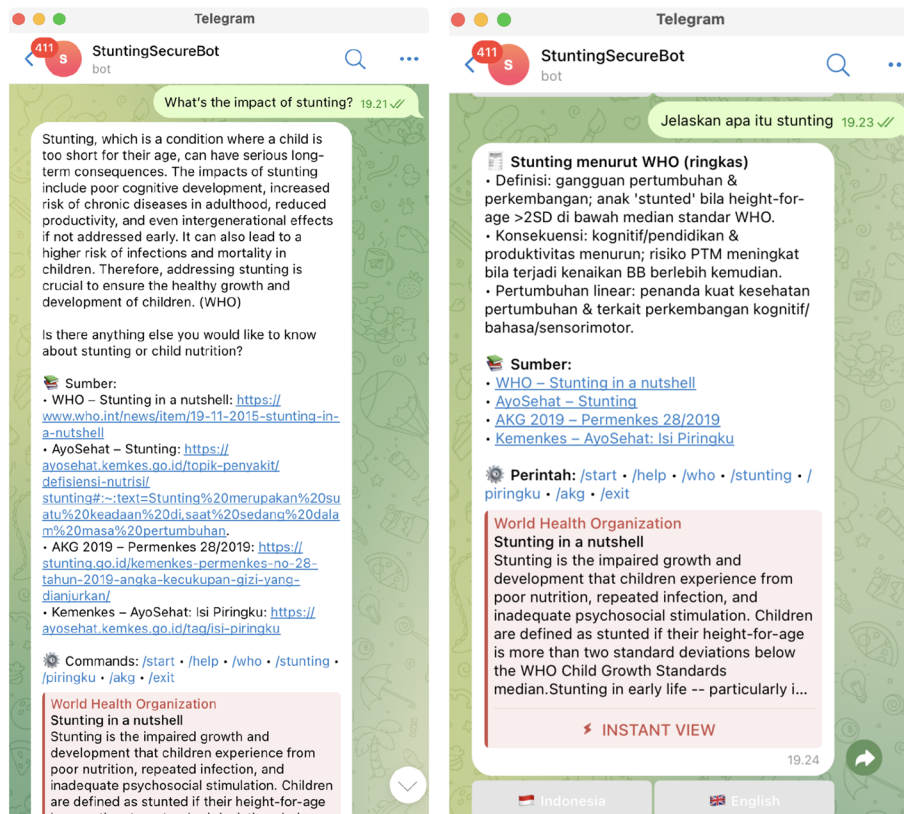 Telegram
411
S
StuntingSecureBot
bot
What's the impact of stunting? 19.21
Stunting, which is a condition where a child is
too short for their age, can have serious long-
term consequences. The impacts of stunting
include poor cognitive development, increased
risk of chronic diseases in adulthood, reduced
productivity, and even intergenerational effects
if not addressed early. It can also lead to a
higher risk of infections and mortality in
children. Therefore, addressing stunting is
crucial to ensure the healthy growth and
development of children. (WHO)
Is there anything else you would like to know
about stunting or child nutrition?
📚 Sumber:
• WHO – Stunting in a nutshell: https://
www.who.int/news/item/19-11-2015-stunting-in-
a-nutshell
• AyoSehat – Stunting: https://
ayosehat.kemkes.go.id/topik-penyakit/
defisiensi-nutrisi/
stunting#:~:text=Stunting%20merupakan%20su
atu%20keadaan%20di,saat%20sedang%20dala
m%20masa%20pertumbuhan.
• AKG 2019 – Permenkes 28/2019: https://
stunting.go.id/kemenkes-permenkes-no-28-
tahun-2019-angka-kecukupan-gizi-yang-
dianjurkan/
• Kemenkes – AyoSehat: Isi Piringku: https://
ayosehat.kemkes.go.id/tag/isi-piringku
⚙️ Commands: /start • /help • /who • /stunting •
/piringku • /akg • /exit
World Health Organization
Stunting in a nutshell
Stunting is the impaired growth and
development that children experience from
poor nutrition, repeated infection, and
inadequate psychosocial stimulation. Children
are defined as stunted if their height-for-age
Telegram
411
S
StuntingSecureBot
bot
Jelaskan apa itu stunting 19.23
Stunting menurut WHO (ringkas)
• Definisi: gangguan pertumbuhan &
perkembangan; anak 'stunted' bila height-for-
age >2SD di bawah median standar WHO.
• Konsekuensi: kognitif/pendidikan &
produktivitas menurun; risiko PTM meningkat
bila terjadi kenaikan BB berlebih kemudian.
• Pertumbuhan linear: penanda kuat kesehatan
pertumbuhan & terkait perkembangan kognitif/
bahasa/sensorimotor.
📚 Sumber:
• WHO – Stunting in a nutshell
• AyoSehat – Stunting
• AKG 2019 – Permenkes 28/2019
• Kemenkes – AyoSehat: Isi Piringku
⚙️ Perintah: /start • /help • /who • /stunting • /
piringku • /akg • /exit
World Health Organization
Stunting in a nutshell
Stunting is the impaired growth and
development that children experience from
poor nutrition, repeated infection, and
inadequate psychosocial stimulation. Children
are defined as stunted if their height-for-age
is more than two standard deviations below
the WHO Child Growth Standards
median.Stunting in early life -- particularly i...
INSTANT VIEW
19.24
Indonesia
English